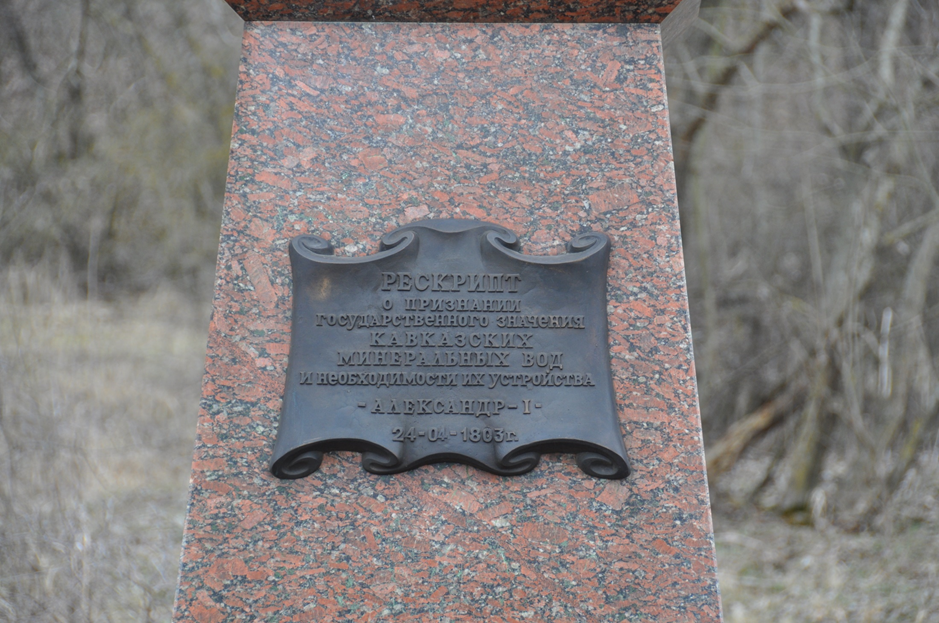 РЕСКРИПТ
О ПРИЗНАНИИ
ГОСУДАРСТВЕННОГО ЗНАЧЕНИЯ
КАВКАЗСКИХ
МИНЕРАЛЬНЫХ ВОД
И НЕОБХОДИМОСТИ ИХ УСТРОЙСТВА
- АЛЕКСАНДР - I -
24-04-1803г.